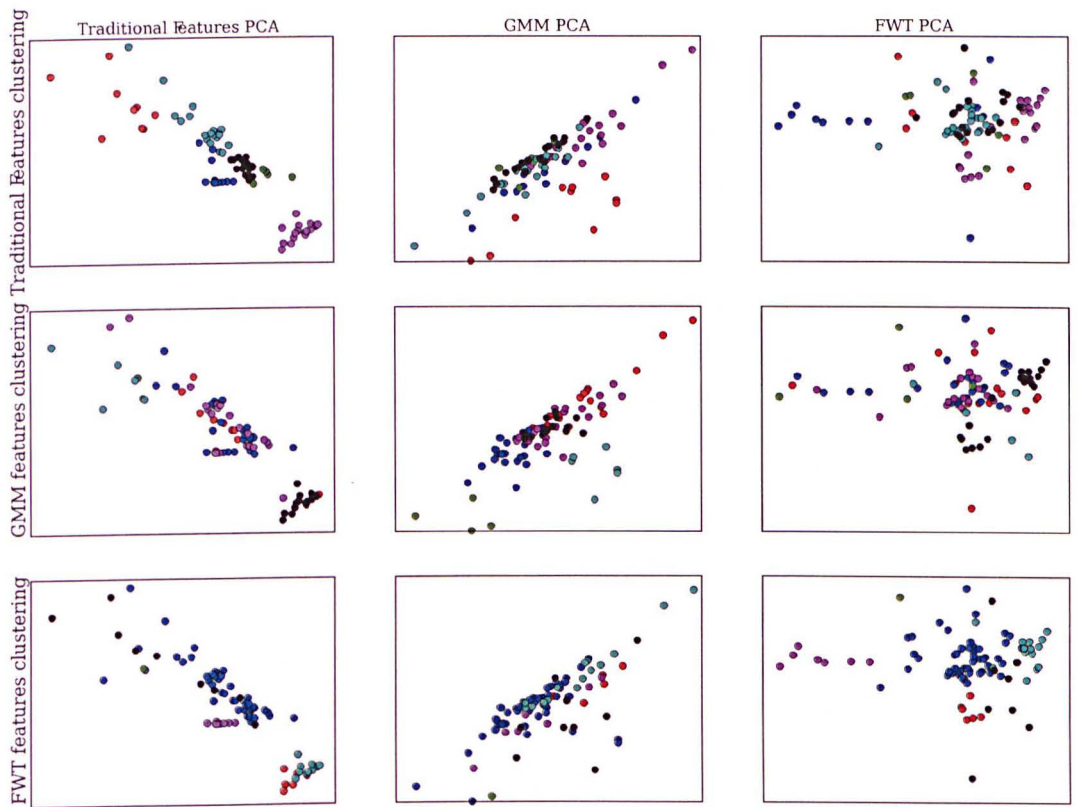 Traditional Features PCA
GMM PCA
FWT PCA
Traditional Features clustering
GMM features clustering
FWT features clustering